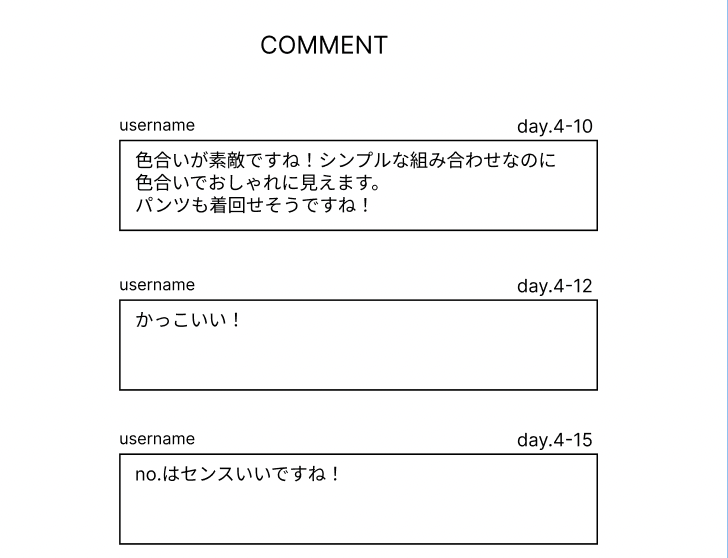 COMMENT
username day.4-10
色合いが素敵ですね！シンプルな組み合わせなのに
色合いでおしゃれに見えます。
パンツも着回せそうですね！
username day.4-12
かっこいい！
username day.4-15
no.はセンスいいですね！